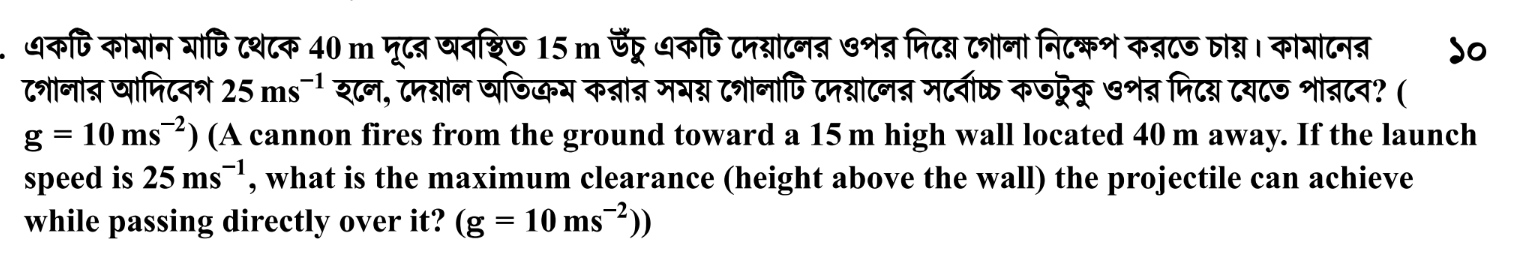 . একটি কামান মাটি থেকে 40 m দূরে অবস্থিত 15 m উঁচু একটি দেয়ালের ওপর দিয়ে গোলা নিক্ষেপ করতে চায়। কামানের ১০
গোলার আদিবেগ 25 ms⁻¹ হলে, দেয়াল অতিক্রম করার সময় গোলাটি দেয়ালের সর্বোচ্চ কতটুকু ওপর দিয়ে যেতে পারবে? (
g = 10 ms⁻²) (A cannon fires from the ground toward a 15 m high wall located 40 m away. If the launch
speed is 25 ms⁻¹, what is the maximum clearance (height above the wall) the projectile can achieve
while passing directly over it? (g = 10 ms⁻²))